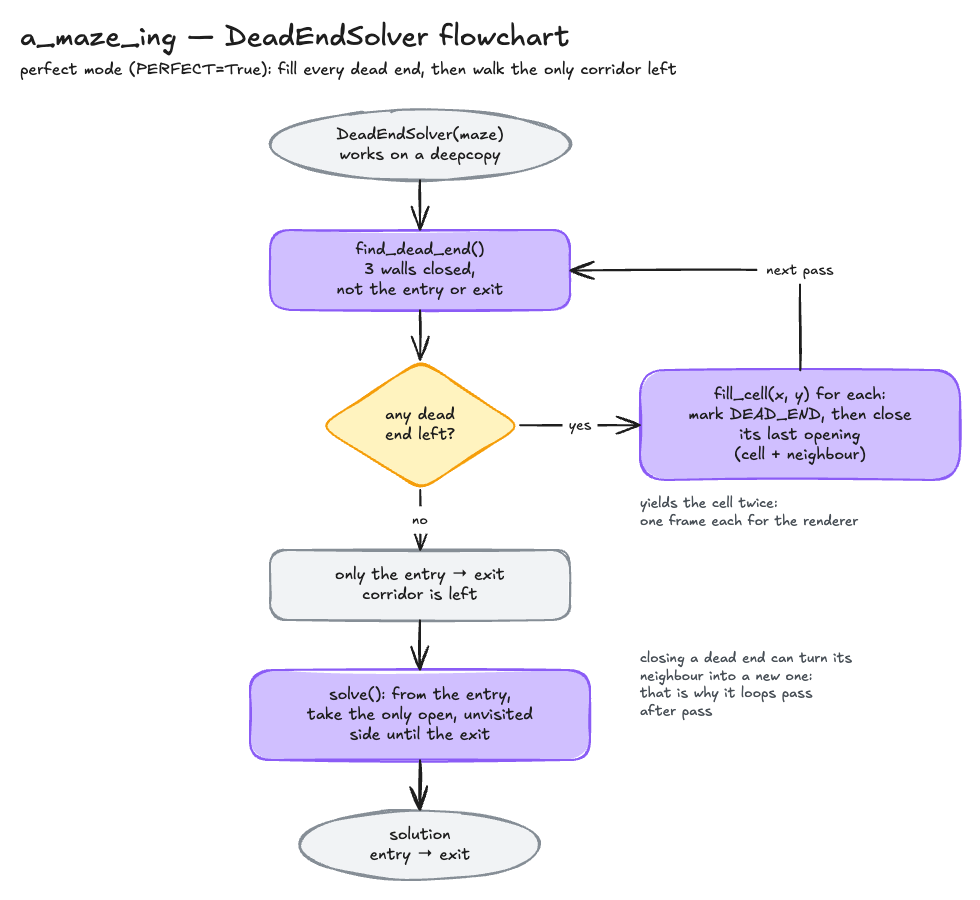 a_maze_ing — DeadEndSolver flowchart
perfect mode (PERFECT=True): fill every dead end, then walk the only corridor left
DeadEndSolver(maze)
works on a deepcopy
find_dead_end()
3 walls closed,
not the entry or exit
next pass
any dead
end left?
yes
fill_cell(x, y) for each:
mark DEAD_END, then close
its last opening
(cell + neighbour)
yields the cell twice:
one frame each for the renderer
no
only the entry → exit
corridor is left
closing a dead end can turn its
neighbour into a new one:
that is why it loops pass
after pass
solve(): from the entry,
take the only open, unvisited
side until the exit
solution
entry → exit